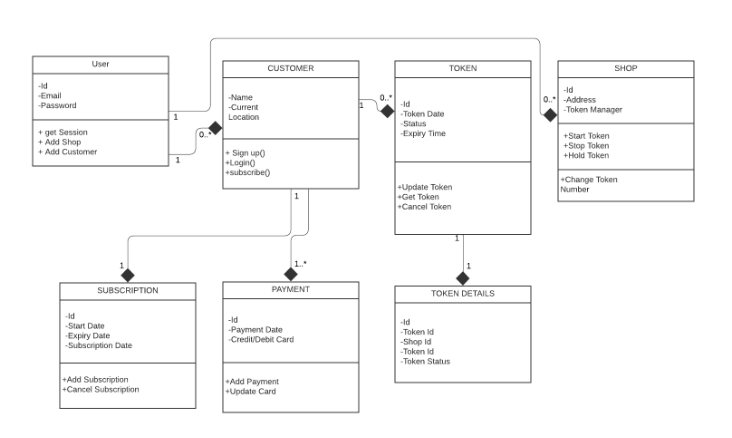 User
-Id
-Email
-Password
+ get Session
+ Add Shop
+ Add Customer
1
1
0..*
CUSTOMER
-Name
-Current
Location
+ Sign up()
+Login()
+subscribe()
1
0..*
1
TOKEN
-Id
-Token Date
-Status
-Expiry Time
+Update Token
+Get Token
+Cancel Token
1
0..*
SHOP
-Id
-Address
-Token Manager
+Start Token
+Stop Token
+Hold Token
+Change Token
Number
1
SUBSCRIPTION
-Id
-Start Date
-Expiry Date
-Subscription Date
+Add Subscription
+Cancel Subscription
1..*
PAYMENT
-Id
-Payment Date
-Credit/Debit Card
+Add Payment
+Update Card
1
TOKEN DETAILS
-Id
-Token Id
-Shop Id
-Token Id
-Token Status